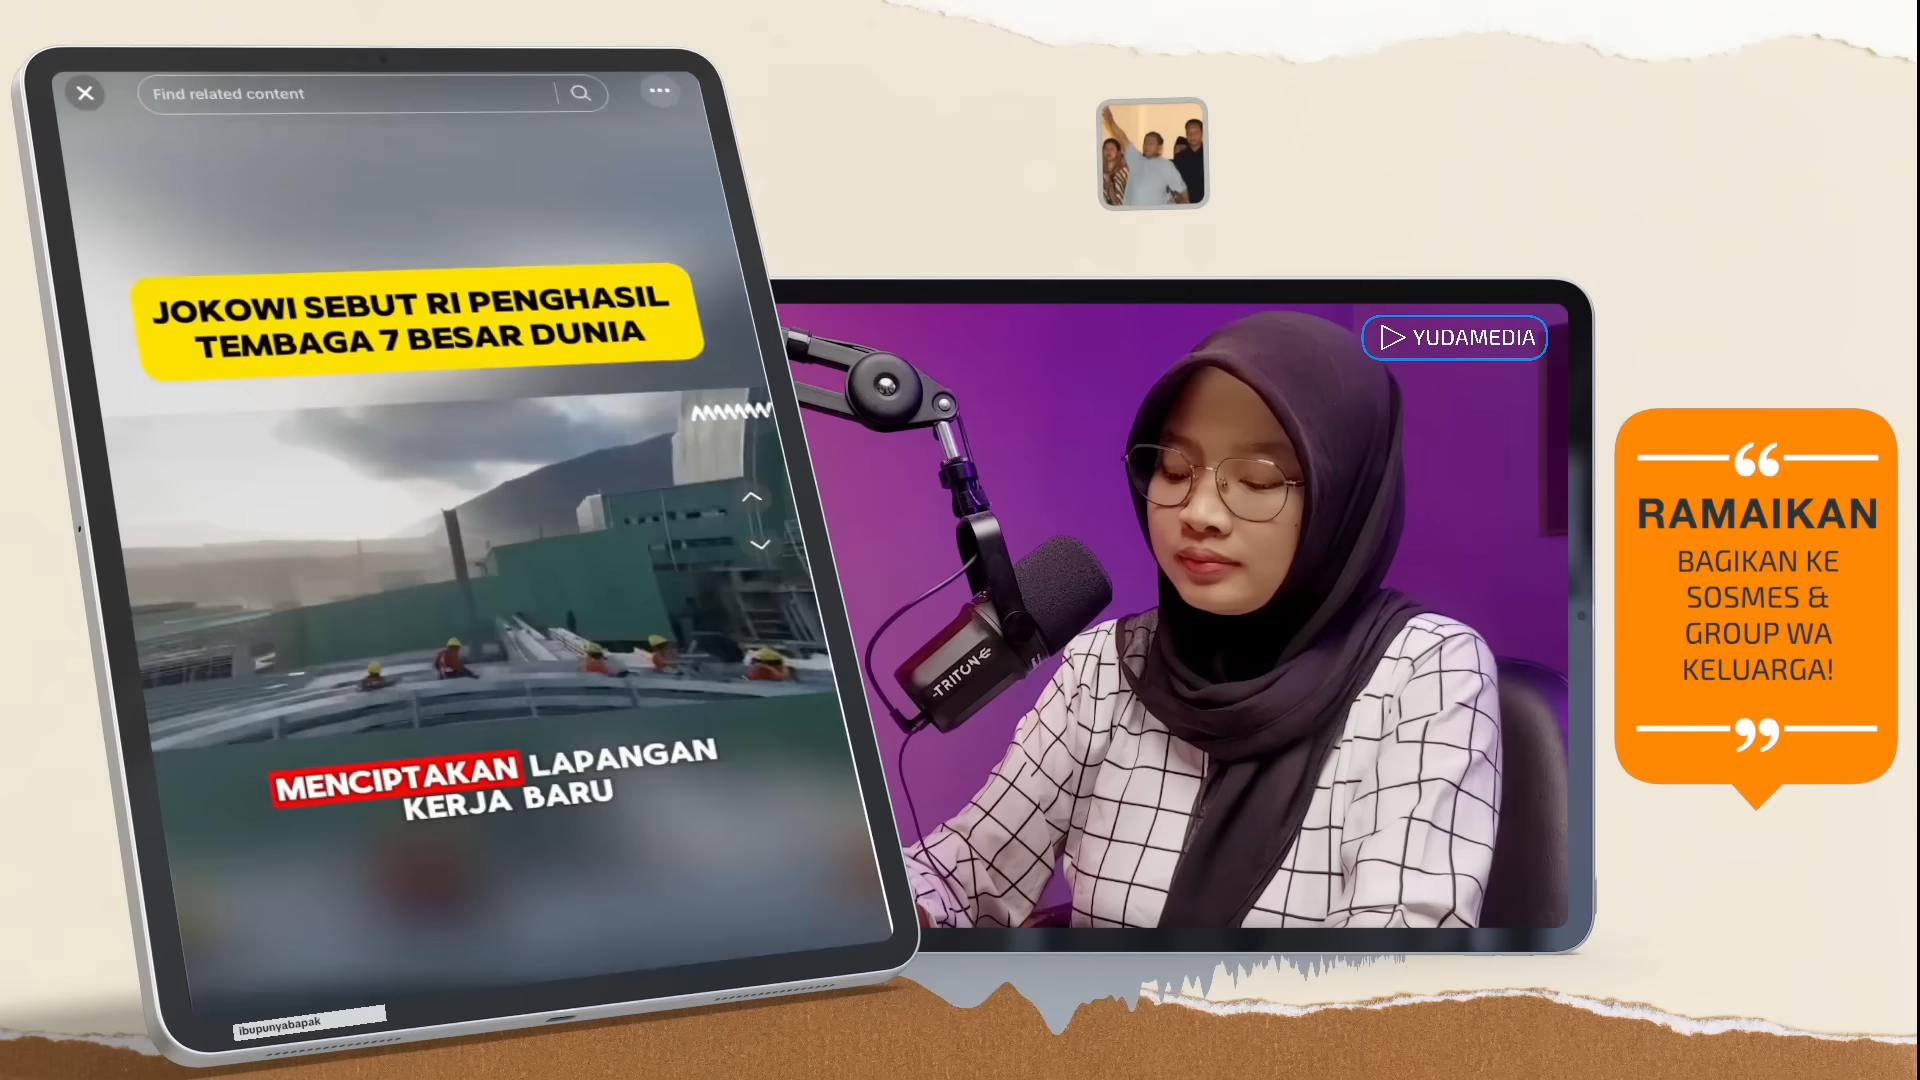 Find related content
JOKOWI SEBUT RI PENGHASIL
TEMBAGA 7 BESAR DUNIA
MENCIPTAKAN LAPANGAN
KERJA BARU
ibupunyabapak
YUDAMEDIA
TRITON
RAMAIKAN
BAGIKAN KE
SOSMES &
GROUP WA
KELUARGA!